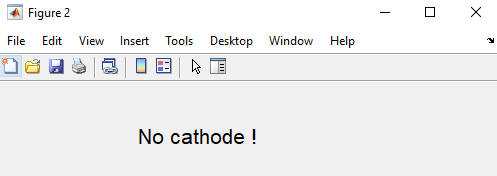 Figure 2
File Edit View Insert Tools Desktop Window Help
No cathode !